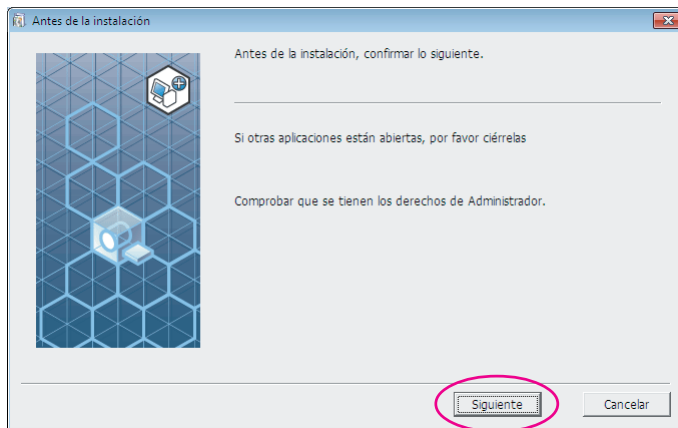 Antes de la instalación
Antes de la instalación, confirmar lo siguiente.
Si otras aplicaciones están abiertas, por favor ciérrelas
Comprobar que se tienen los derechos de Administrador.
Siguiente
Cancelar